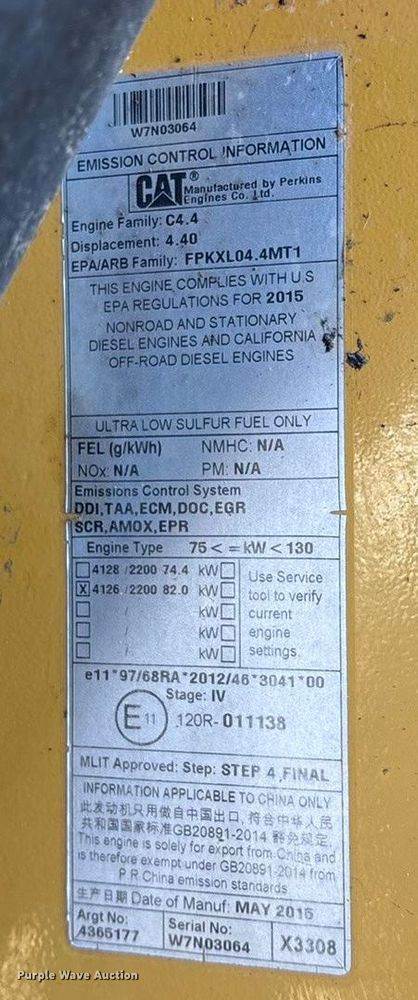 W7N03064
EMISSION CONTROL INFORMATION
CAT® Manufactured by Perkins
Engines Co. Ltd.
Engine Family: C4.4
Displacement: 4.40
EPA/ARB Family: FPKXL04.4MT1
THIS ENGINE COMPLIES WITH U.S
EPA REGULATIONS FOR 2015
NONROAD AND STATIONARY
DIESEL ENGINES AND CALIFORNIA
OFF-ROAD DIESEL ENGINES
ULTRA LOW SULFUR FUEL ONLY
FEL (g/kWh) NMHC: N/A
NOx: N/A PM: N/A
Emissions Control System
DDI,TAA,ECM,DOC,EGR
SCR,AMOX,EPR
Engine Type 75 < = kW < 130
4128 /2200 74.4 kW Use Service
X 4126 /2200 82.0 kW tool to verify
/ kW current
/ kW engine
/ kW settings.
e11*97/68RA*2012/46*3041*00
Stage: IV
E 11 120R-011138
MLIT Approved: Step: STEP 4 FINAL
INFORMATION APPLICABLE TO CHINA ONLY
此发动机只用做自中国出口, 符合中华人民
共和国国家标准GB20891-2014 豁免规定,
This engine is solely for export from China and
is therefore exempt under GB20891-2014 from
P.R.China emission standards
生产日期 Date of Manuf: MAY 2015
Argt No: Serial No: X3308
4365177 W7N03064
Purple Wave Auction